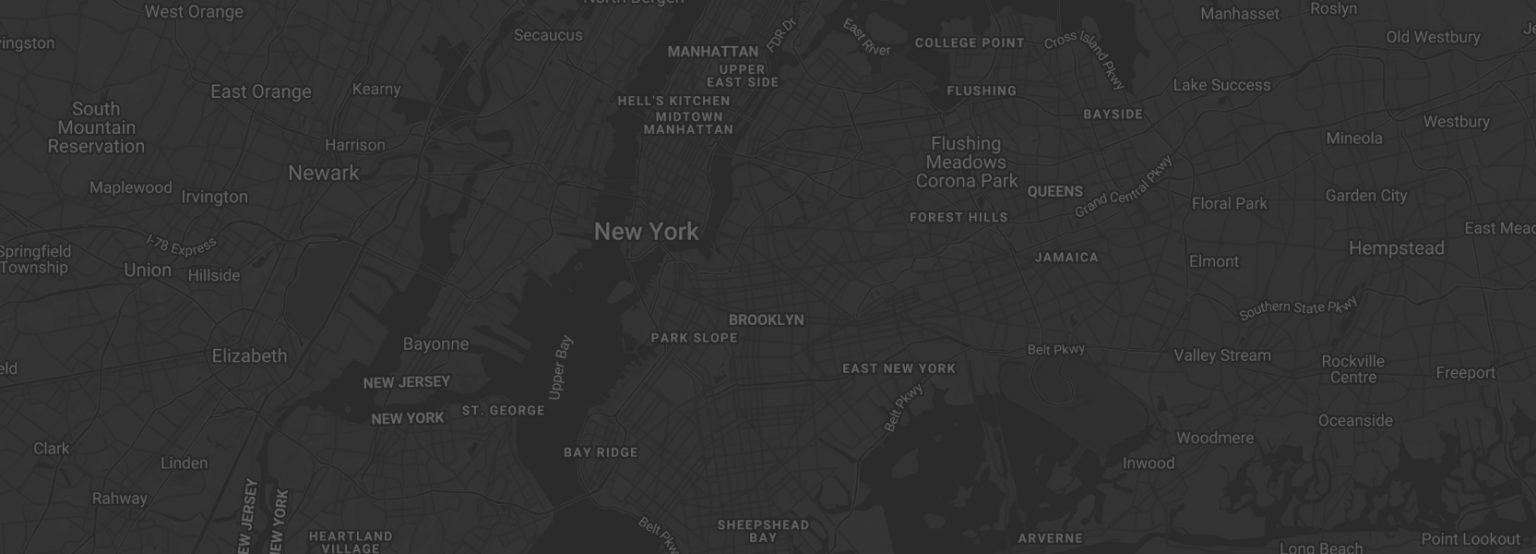 West Orange
North Bergen
Roslyn
Manhasset
Secaucus
FDR Dr
East River
COLLEGE POINT
Cross Island Pkwy
Old Westbury
MANHATTAN
UPPER
EAST SIDE
East Orange
Kearny
HELL'S KITCHEN
MIDTOWN
MANHATTAN
FLUSHING
BAYSIDE
Lake Success
South
Mountain
Reservation
Westbury
Harrison
Mineola
Flushing
Meadows
Corona Park
Newark
Maplewood
Irvington
QUEENS
Grand Central Pkwy
Floral Park
Garden City
FOREST HILLS
New York
I-78 Express
Springfield
Township
Union
Hillside
JAMAICA
Elmont
Hempstead
Southern State Pkwy
BROOKLYN
PARK SLOPE
Upper Bay
Bayonne
Elizabeth
Belt Pkwy
Valley Stream
Rockville
Centre
Freeport
EAST NEW YORK
NEW JERSEY
NEW YORK
ST. GEORGE
Belt Pkwy
Oceanside
Clark
BAY RIDGE
Woodmere
Linden
Inwood
Rahway
EW JERSEY
NEW YORK
HEARTLAND
VILLAGE
Belt Pkwy
SHEEPSHEAD
BAY
ARVERNE
Point Lookout
Long Beach